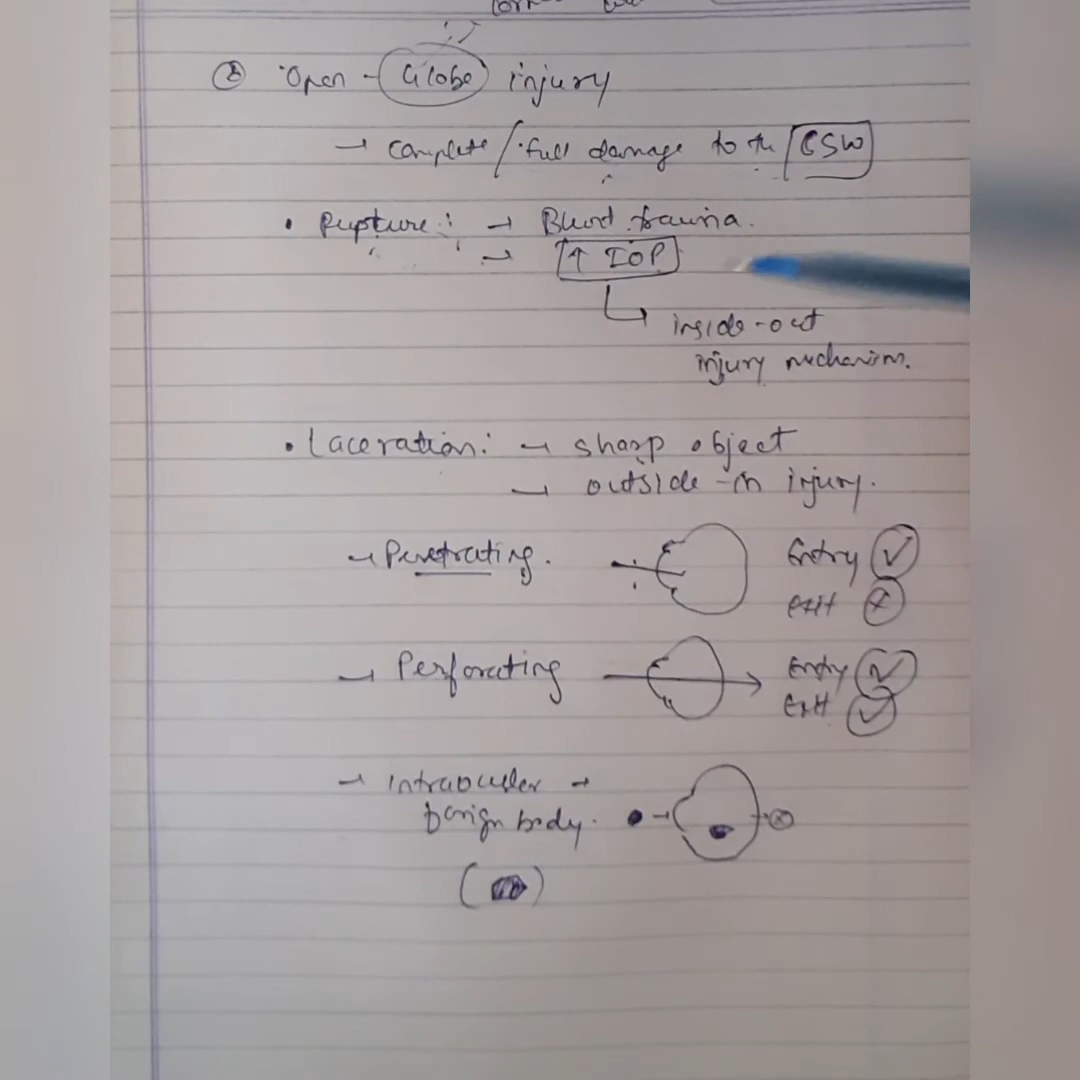 ② Open - Globe injury
→ complete / full damage to the CSW
• Rupture : → Blunt trauma.
→ ↑ IOP
↳ inside-out
injury mechanism.
• Laceration : → sharp object
→ outside-in injury.
→ Penetrating. Entry ✓
exit ×
→ Perforating Entry ✓
Exit ✓
→ Intraocular →
foreign body.